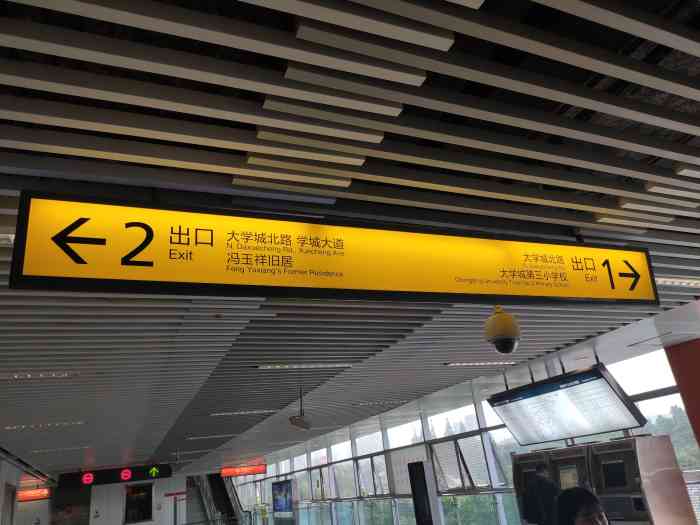 2 出口 Exit
大学城北路 学城大道
N. Daxuecheng Rd., Xuecheng Ave
冯玉祥旧居
Feng Yuxiang's Former Residence
大学城北路
大学城第三小学校
出口 Exit 1